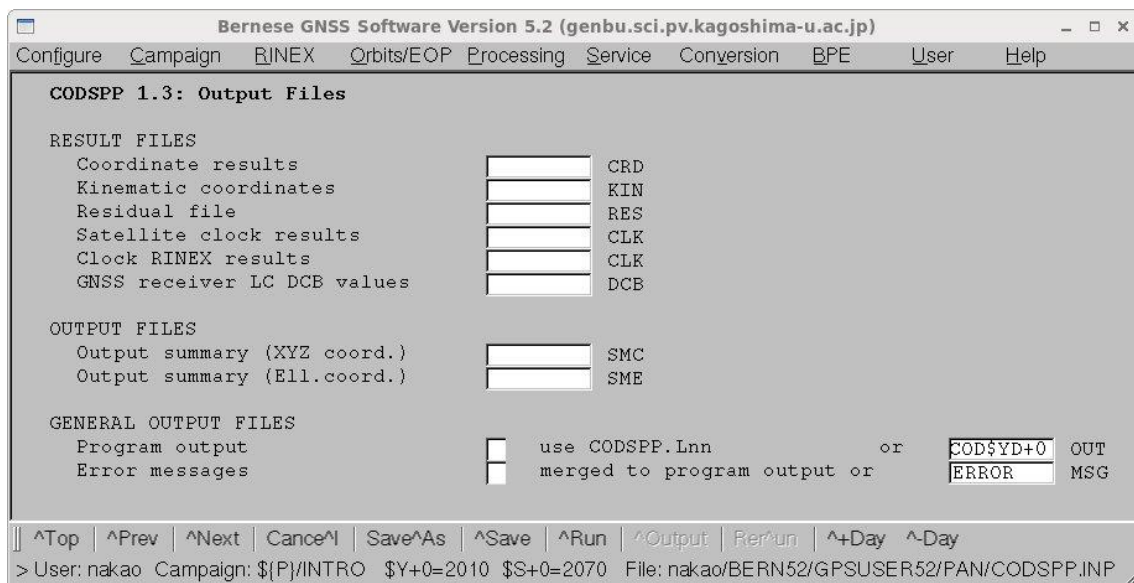 Bernese GNSS Software Version 5.2 (genbu.sci.pv.kagoshima-u.ac.jp)
Configure Campaign RINEX Orbits/EOP Processing Service Conversion BPE User Help
CODSPP 1.3: Output Files
RESULT FILES
Coordinate results CRD
Kinematic coordinates KIN
Residual file RES
Satellite clock results CLK
Clock RINEX results CLK
GNSS receiver LC DCB values DCB
OUTPUT FILES
Output summary (XYZ coord.) SMC
Output summary (Ell.coord.) SME
GENERAL OUTPUT FILES
Program output use CODSPP.Lnn or COD$YD+0 OUT
Error messages merged to program output or ERROR MSG
^Top | ^Prev | ^Next | Cance^l | Save^As | ^Save | ^Run | ^Output | Rer^un | ^+Day ^-Day
> User: nakao Campaign: ${P}/INTRO $Y+0=2010 $S+0=2070 File: nakao/BERN52/GPSUSER52/PAN/CODSPP.INP